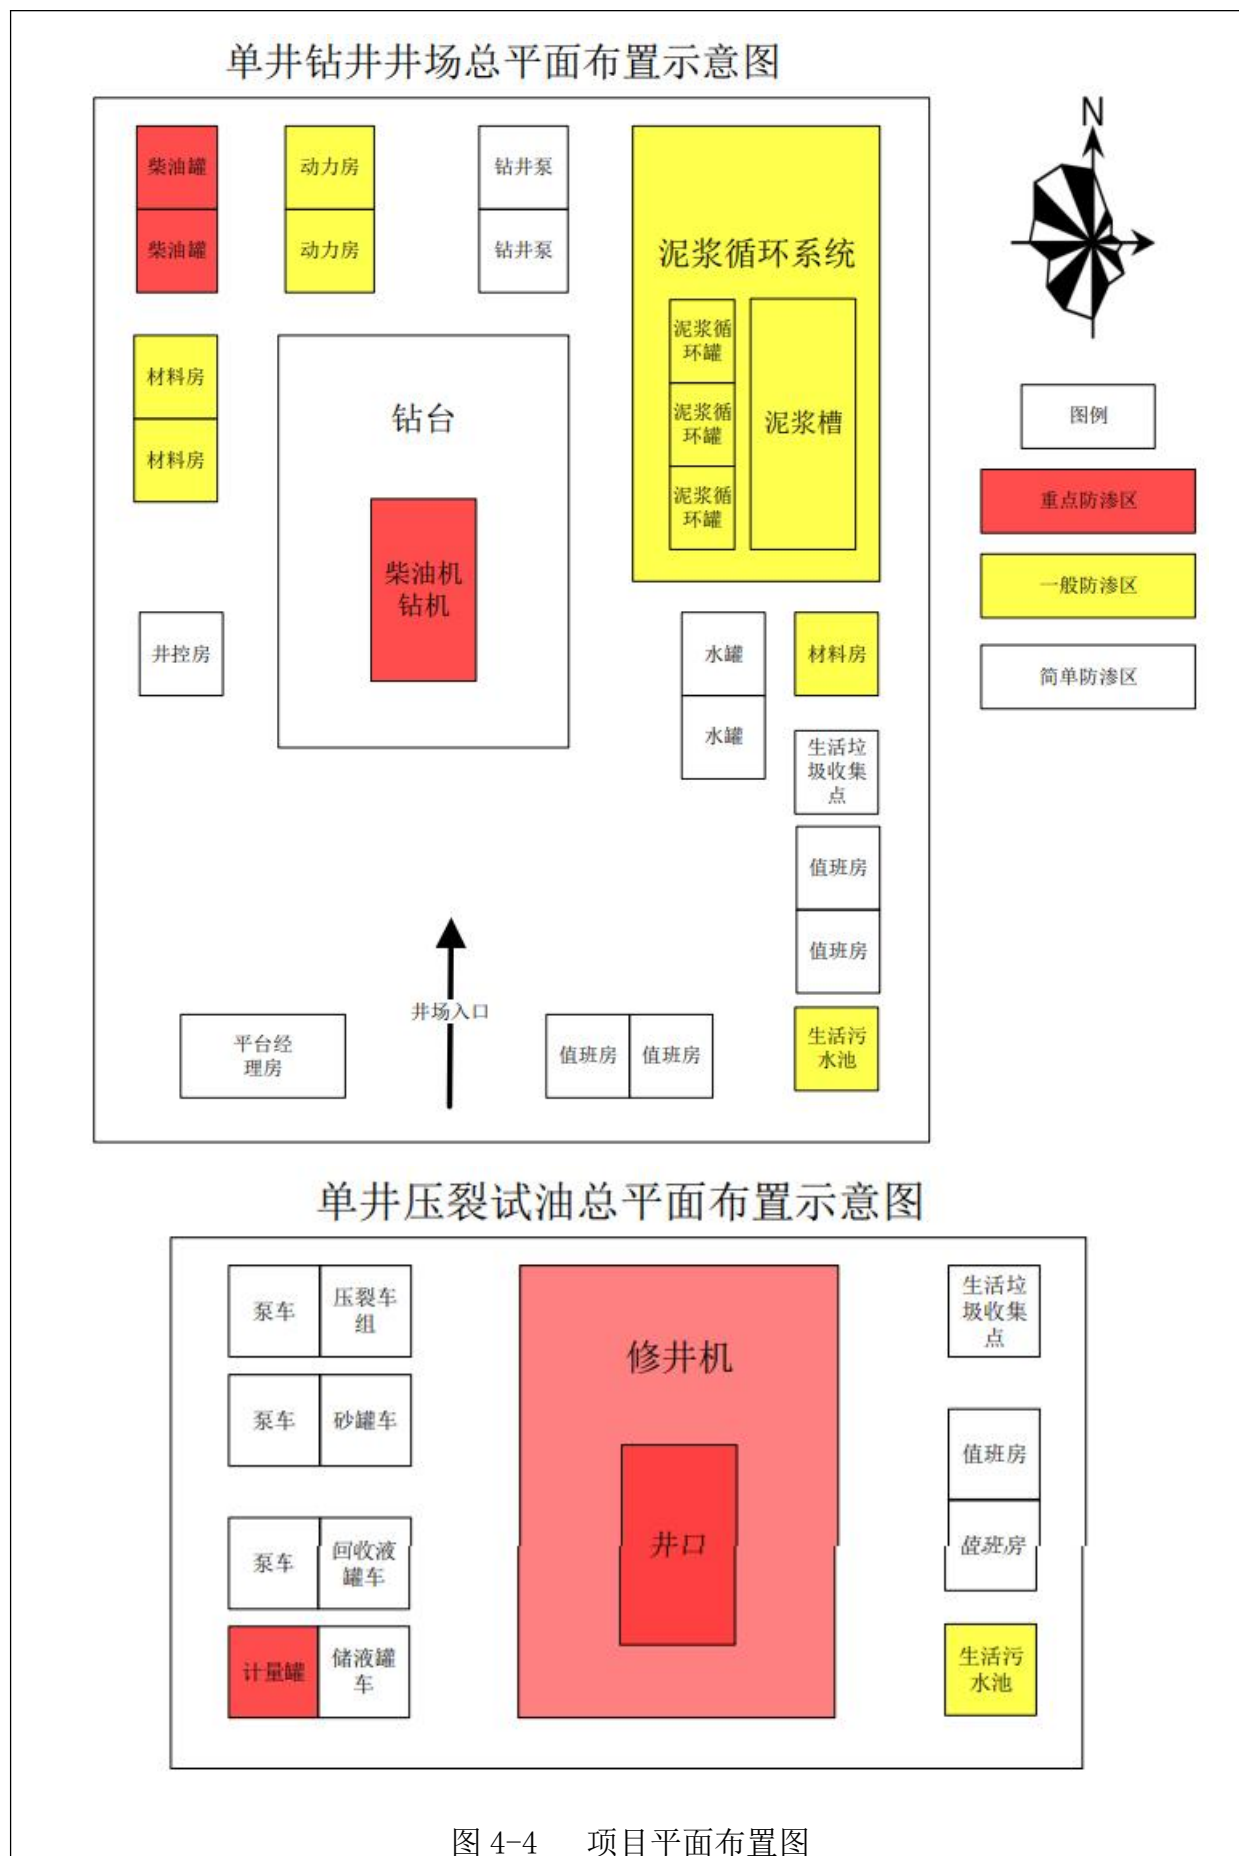 单井钻井井场总平面布置示意图
柴油罐
动力房
钻井泵
柴油罐
动力房
钻井泵
泥浆循环系统
N
泥浆循
环罐
泥浆循
环罐
泥浆循
环罐
泥浆槽
材料房
材料房
钻台
柴油机
钻机
图例
重点防渗区
一般防渗区
简单防渗区
井控房
水罐
水罐
材料房
生活垃
圾收集
点
值班房
值班房
井场入口
平台经
理房
值班房
值班房
生活污
水池
单井压裂试油总平面布置示意图
泵车
压裂车
组
泵车
砂罐车
泵车
回收液
罐车
计量罐
储液罐
车
修井机
井口
生活垃
圾收集
点
值班房
值班房
生活污
水池
图 4-4 项目平面布置图